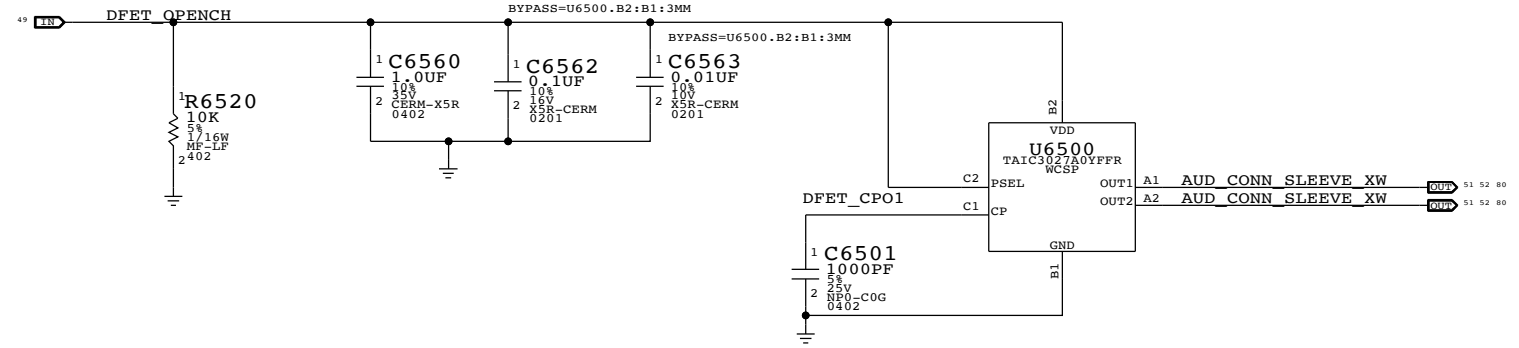 BYPASS=U6500.B2:B1:3MM
49 IN DFET_OPENCH
BYPASS=U6500.B2:B1:3MM
1 C6560
1.0UF
10%
35V
2 CERM-X5R
0402
1 C6562
0.1UF
10%
16V
2 X5R-CERM
0201
1 C6563
0.01UF
10%
10V
2 X5R-CERM
0201
1 R6520
10K
5%
1/16W
MF-LF
2 402
B2
VDD
U6500
TAIC3027A0YFFR
WCSP
C2 PSEL
OUT1 A1 AUD_CONN_SLEEVE_XW OUT 51 52 80
OUT2 A2 AUD_CONN_SLEEVE_XW OUT 51 52 80
DFET_CPO1
C1 CP
GND
B1
1 C6501
1000PF
5%
25V
2 NP0-C0G
0402